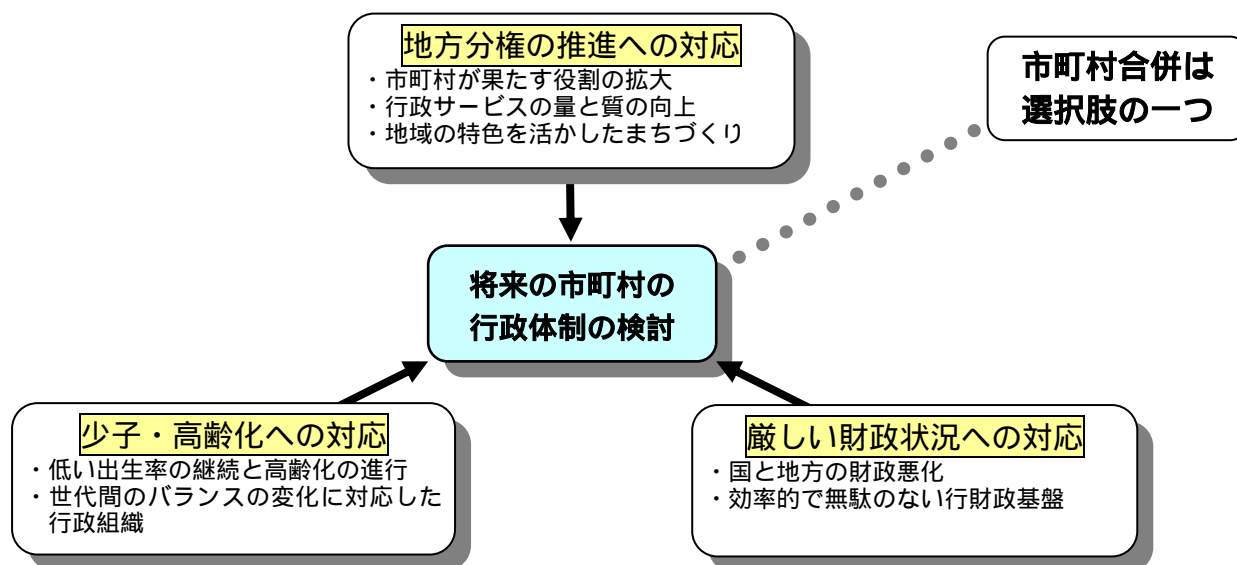 地方分権の推進への対応
・市町村が果たす役割の拡大
・行政サービスの量と質の向上
・地域の特色を活かしたまちづくり
市町村合併は
選択肢の一つ
将来の市町村の
行政体制の検討
少子・高齢化への対応
・低い出生率の継続と高齢化の進行
・世代間のバランスの変化に対応した
行政組織
厳しい財政状況への対応
・国と地方の財政悪化
・効率的で無駄のない行財政基盤